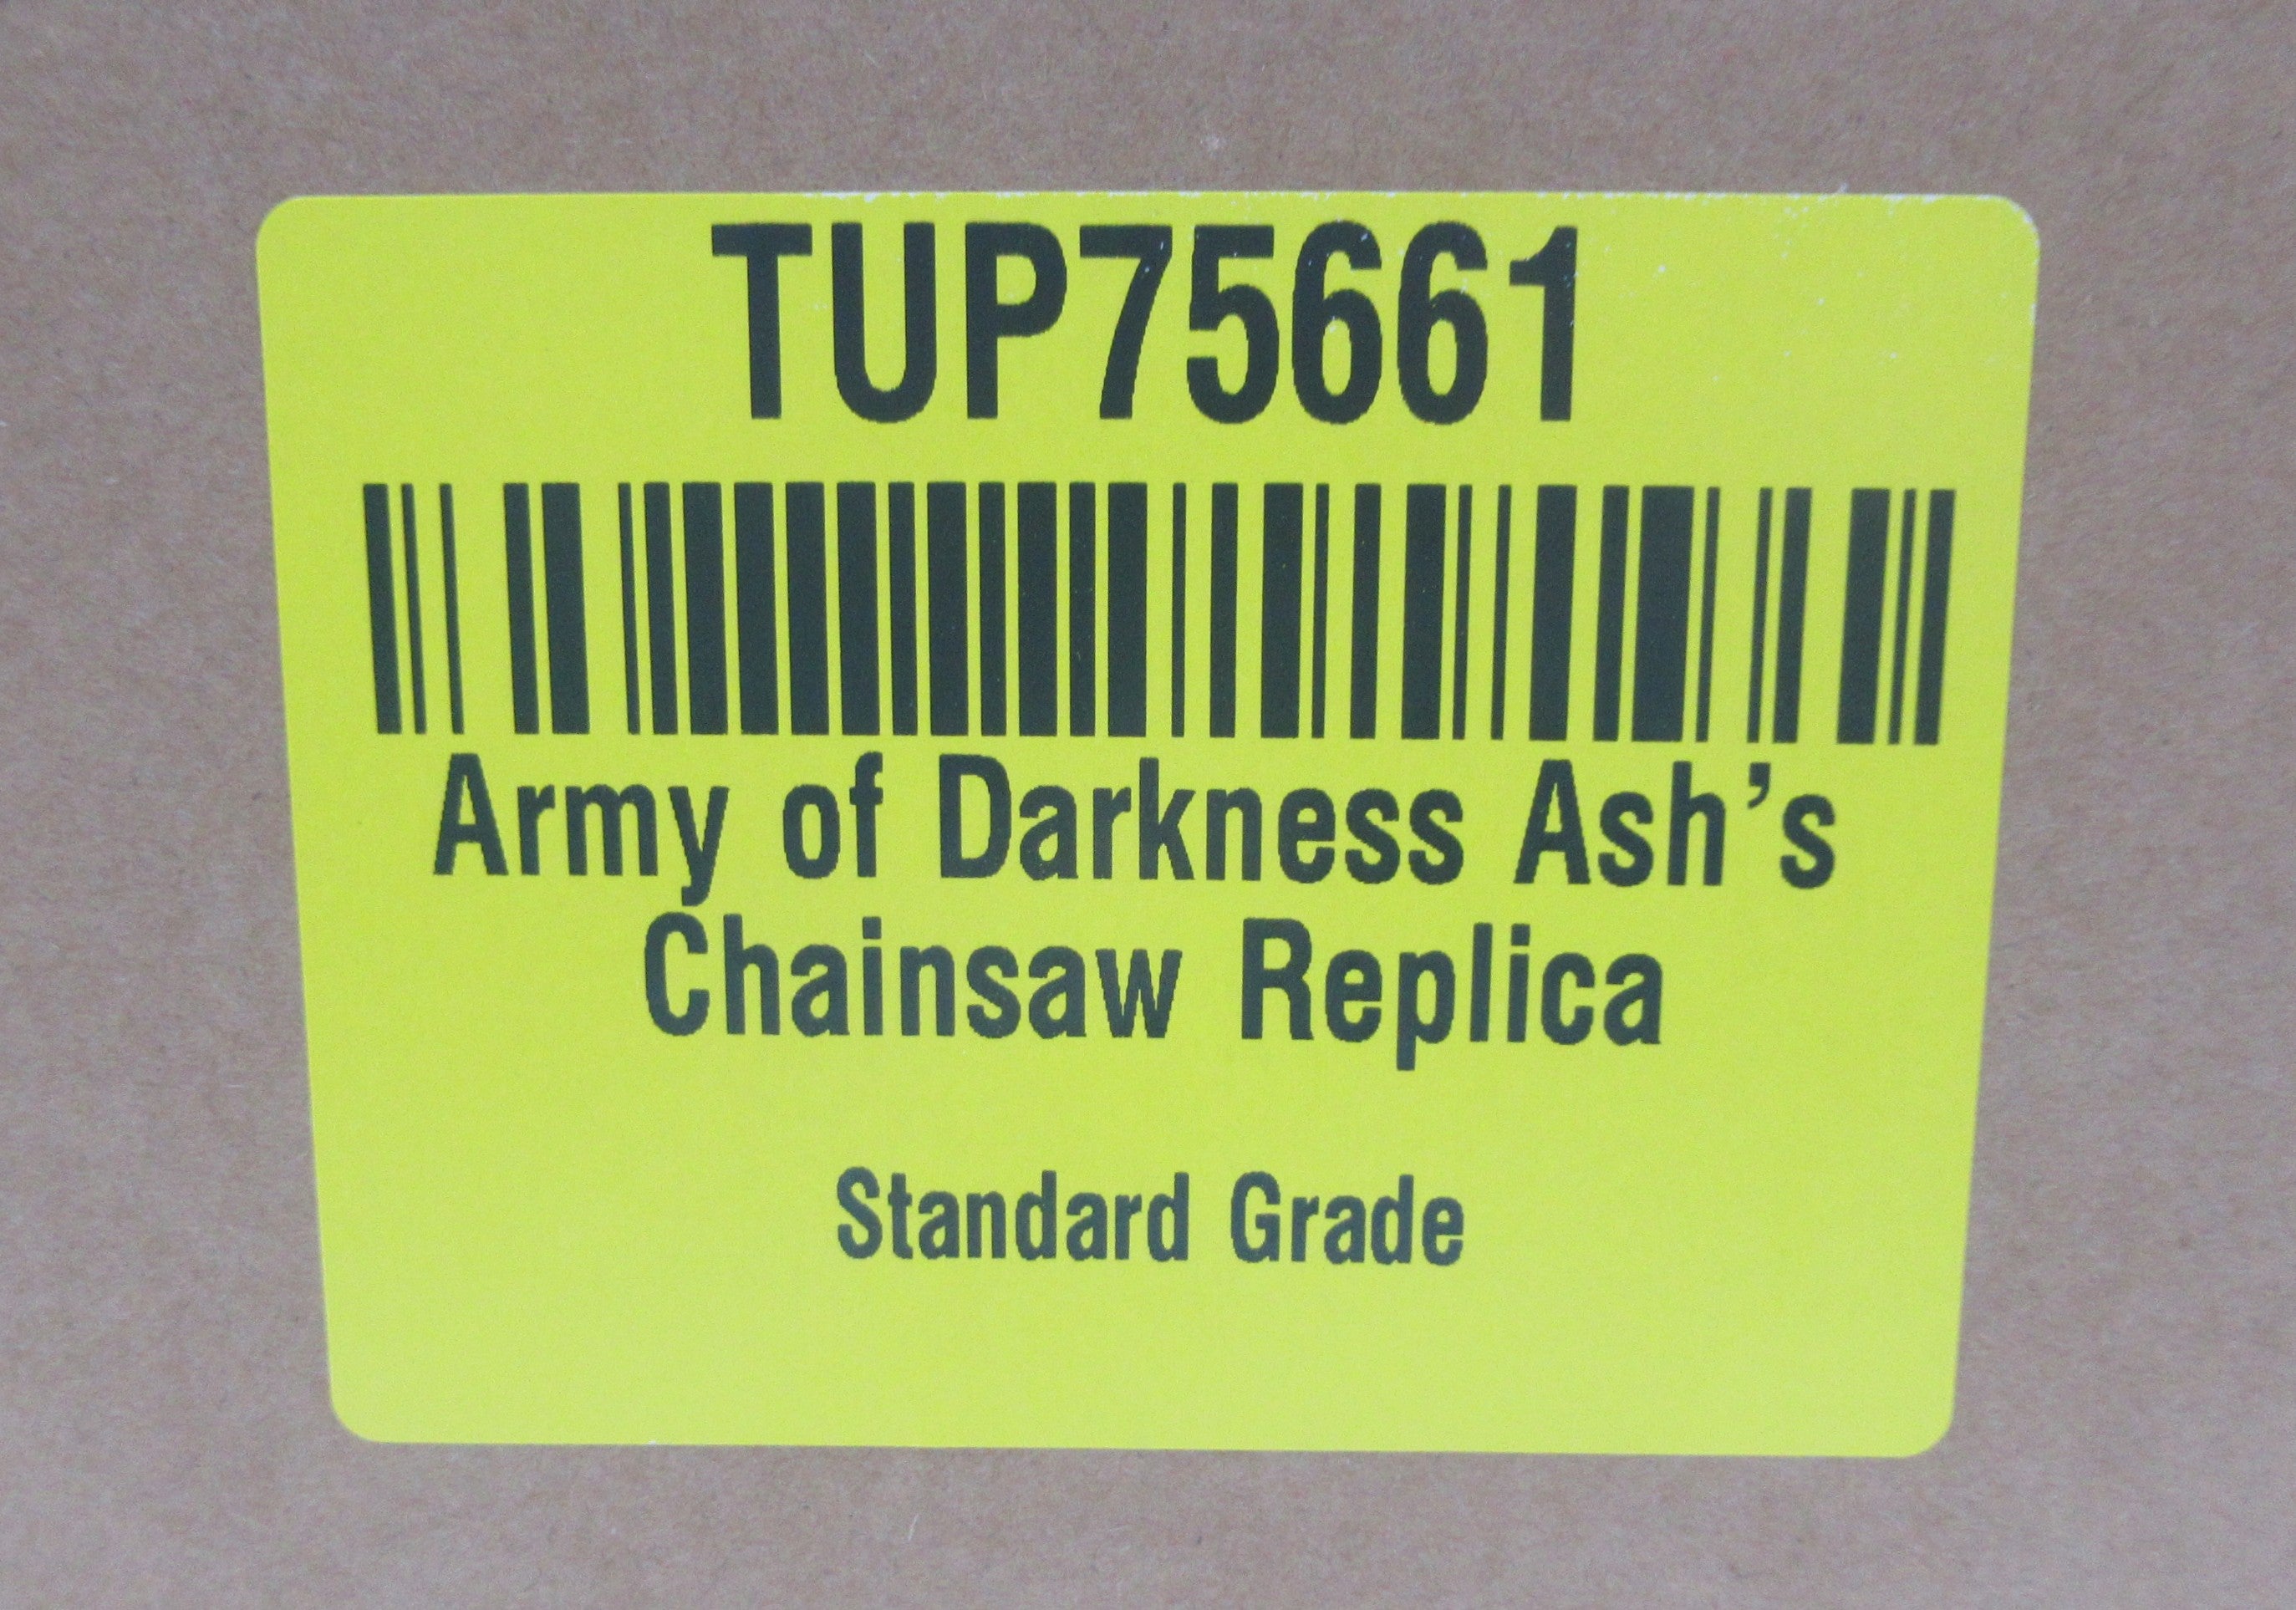 TUP75661
Army of Darkness Ash's
Chainsaw Replica
Standard Grade